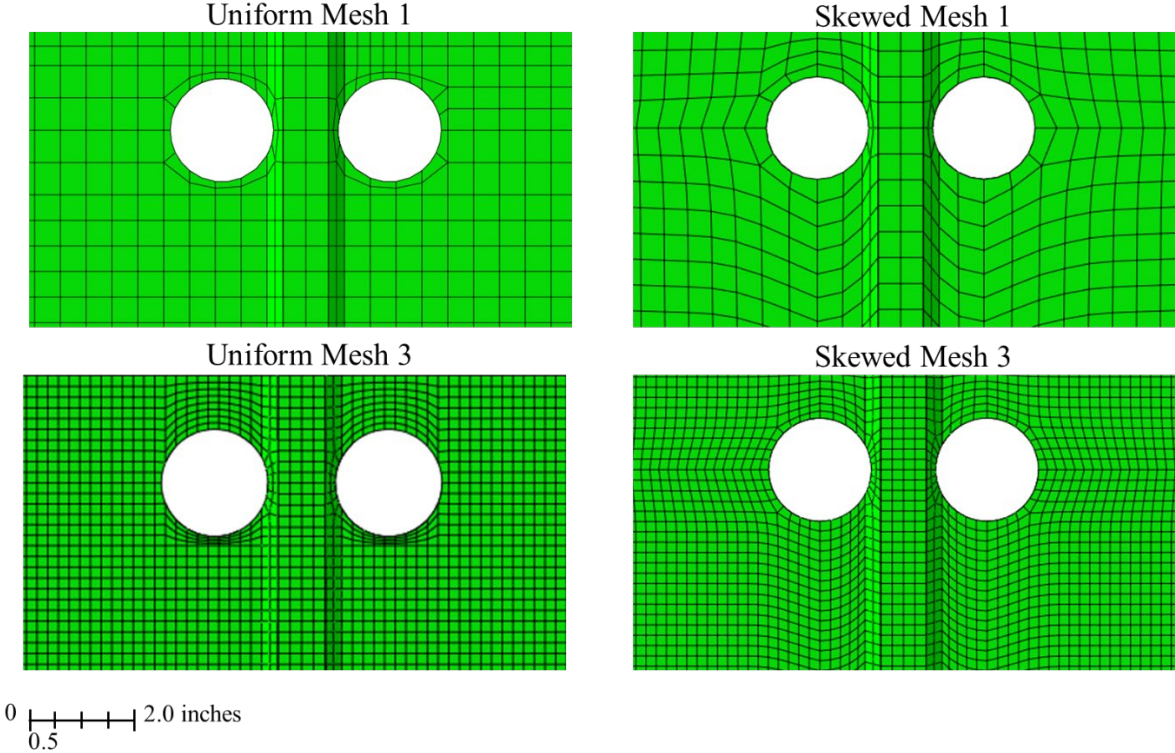 Uniform Mesh 1
Skewed Mesh 1
Uniform Mesh 3
Skewed Mesh 3
0 2.0 inches
0.5